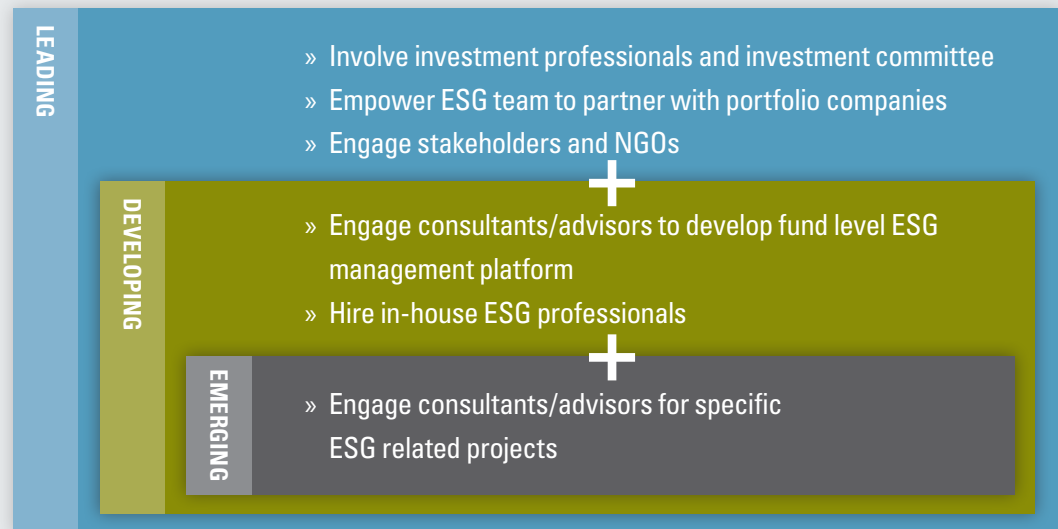 LEADING
» Involve investment professionals and investment committee
» Empower ESG team to partner with portfolio companies
» Engage stakeholders and NGOs
+
DEVELOPING
» Engage consultants/advisors to develop fund level ESG
management platform
» Hire in-house ESG professionals
+
EMERGING
» Engage consultants/advisors for specific
ESG related projects